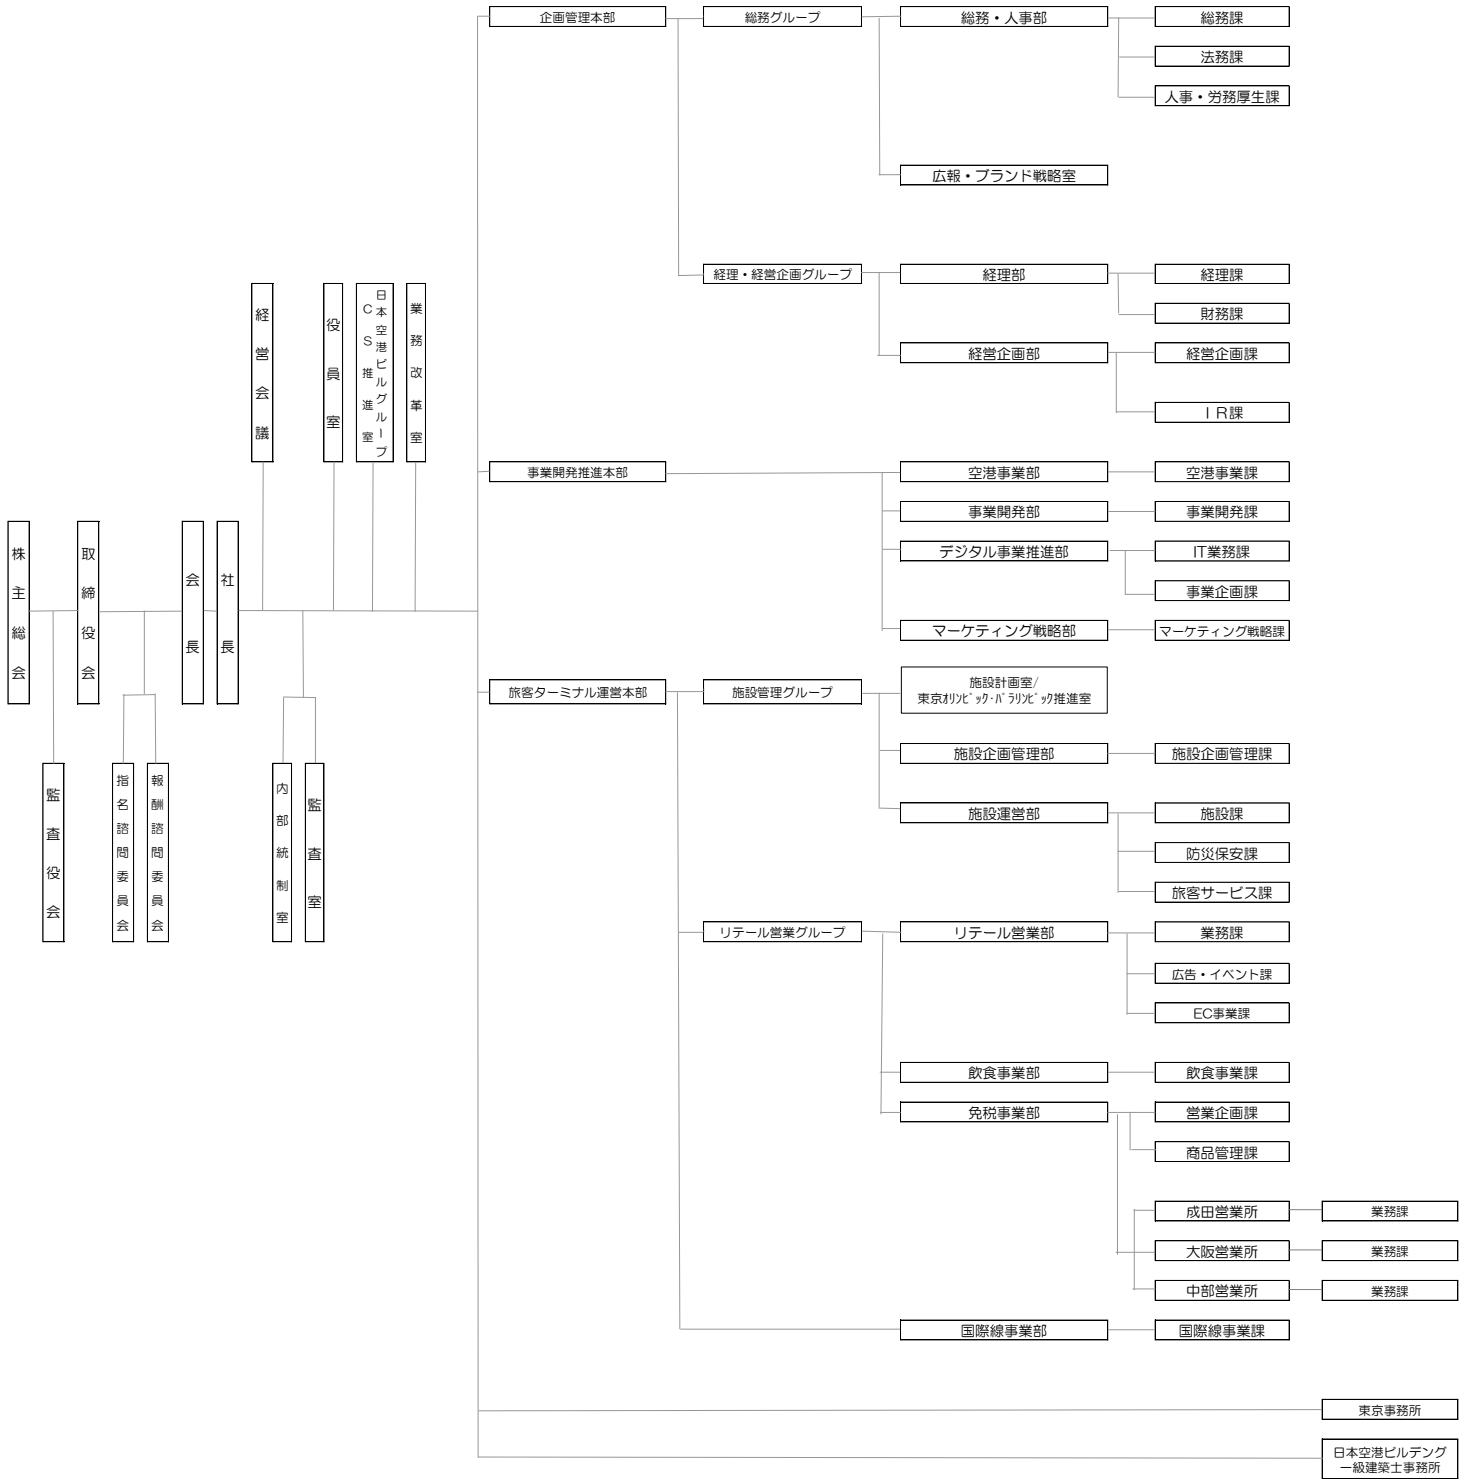 企画管理本部
総務グループ
総務・人事部
総務課
法務課
人事・労務厚生課
広報・ブランド戦略室
経理・経営企画グループ
経理部
経理課
財務課
経営企画部
経営企画課
ＩＲ課
経営会議
役員室
日本空港ビルグループ
ＣＳ推進室
業務改革室
事業開発推進本部
空港事業部
空港事業課
事業開発部
事業開発課
デジタル事業推進部
IT業務課
事業企画課
マーケティング戦略部
マーケティング戦略課
株主総会
取締役会
会長
社長
旅客ターミナル運営本部
施設管理グループ
施設計画室/
東京ｵﾘﾝﾋﾟｯｸ･ﾊﾟﾗﾘﾝﾋﾟｯｸ推進室
施設企画管理部
施設企画管理課
施設運営部
施設課
防災保安課
旅客サービス課
監査役会
指名諮問委員会
報酬諮問委員会
内部統制室
監査室
リテール営業グループ
リテール営業部
業務課
広告・イベント課
EC事業課
飲食事業部
飲食事業課
免税事業部
営業企画課
商品管理課
成田営業所
業務課
大阪営業所
業務課
中部営業所
業務課
国際線事業部
国際線事業課
東京事務所
日本空港ビルデング
一級建築士事務所